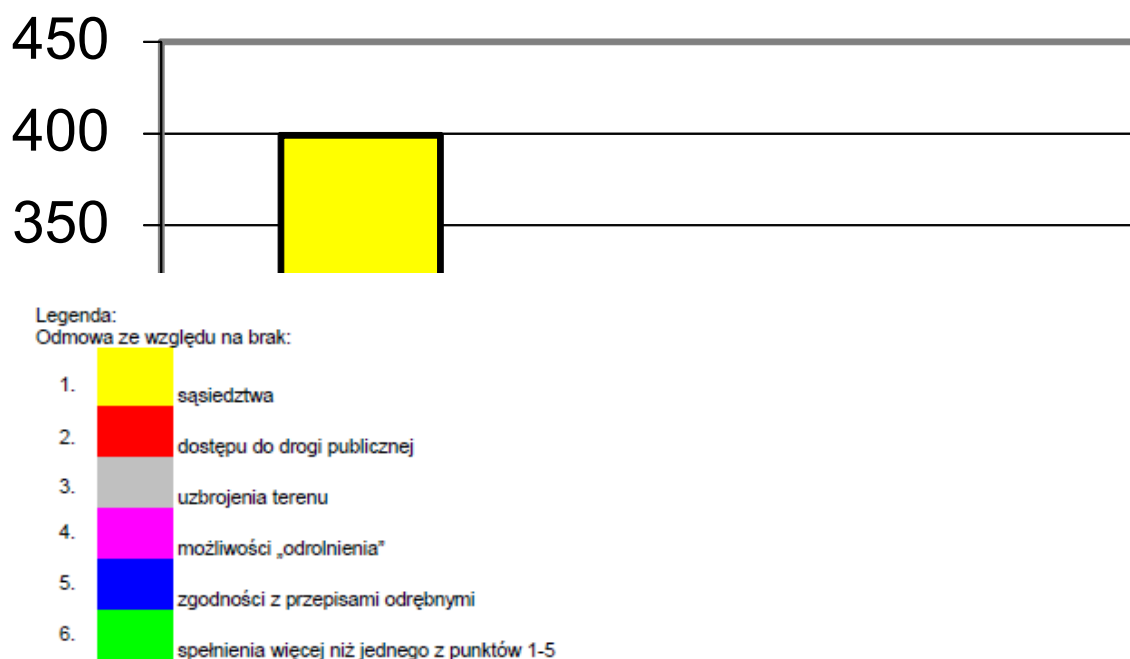 450
400
350
Legenda:
Odmowa ze względu na brak:
1. sąsiedztwa
2. dostępu do drogi publicznej
3. uzbrojenia terenu
4. możliwości „odrolnienia”
5. zgodności z przepisami odrębnymi
6. spełnienia więcej niż jednego z punktów 1-5